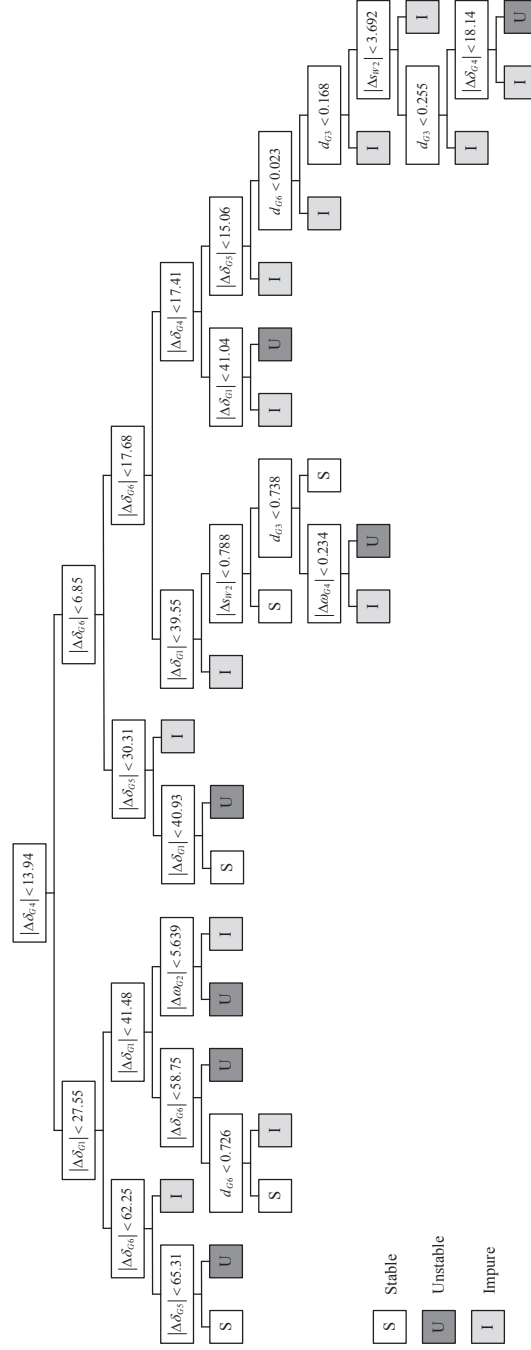 |Δδ_G4| < 13.94
|Δδ_G1| < 27.55
|Δδ_G6| < 6.85
|Δδ_G6| < 62.25
|Δδ_G1| < 41.48
|Δδ_G5| < 30.31
|Δδ_G6| < 17.68
|Δδ_G5| < 65.31
I
|Δδ_G6| < 58.75
|Δω_G2| < 5.639
|Δδ_G1| < 40.93
I
|Δδ_G1| < 39.55
|Δδ_G4| < 17.41
S
U
d_G6 < 0.726
U
U
I
S
U
I
|Δs_W2| < 0.788
|Δδ_G1| < 41.04
|Δδ_G5| < 15.06
S
I
S
d_G3 < 0.738
I
U
I
d_G6 < 0.023
|Δω_G4| < 0.234
S
I
d_G3 < 0.168
I
U
I
|Δs_W2| < 3.692
d_G3 < 0.255
I
I
|Δδ_G4| < 18.14
I
U
S Stable
U Unstable
I Impure